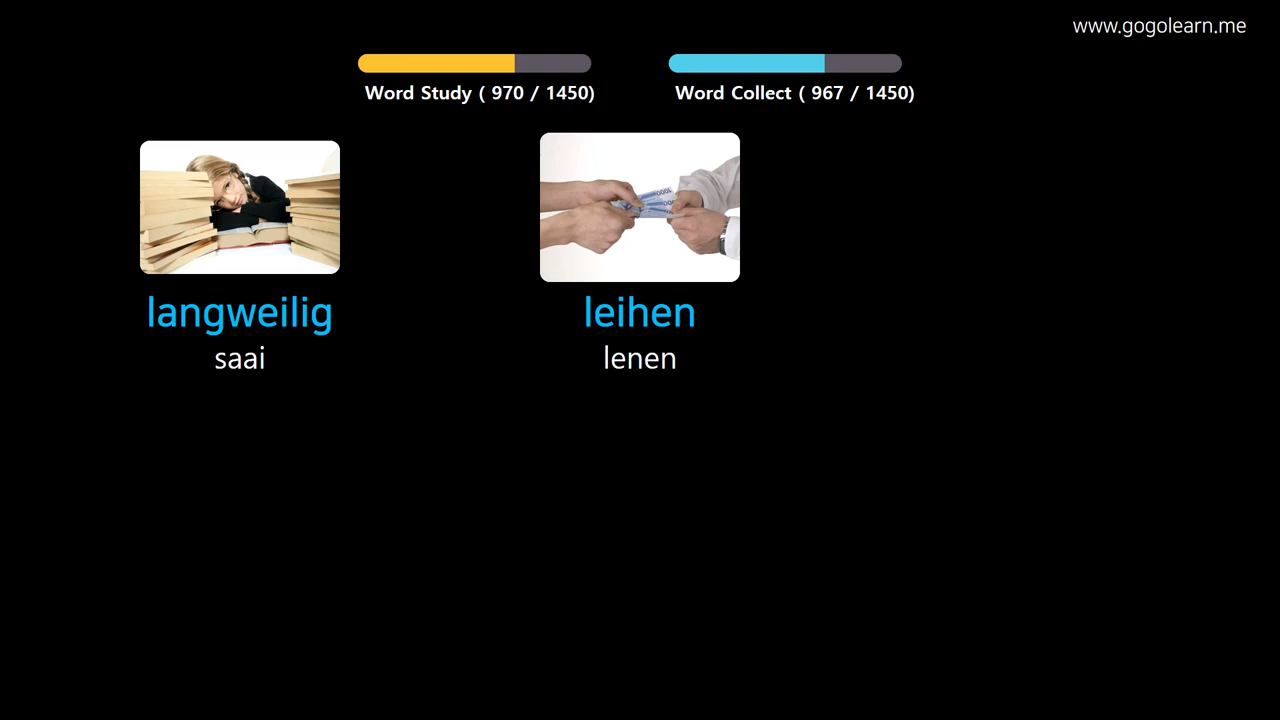 www.gogolearn.me
Word Study ( 970 / 1450)
Word Collect ( 967 / 1450)
langweilig
saai
leihen
lenen